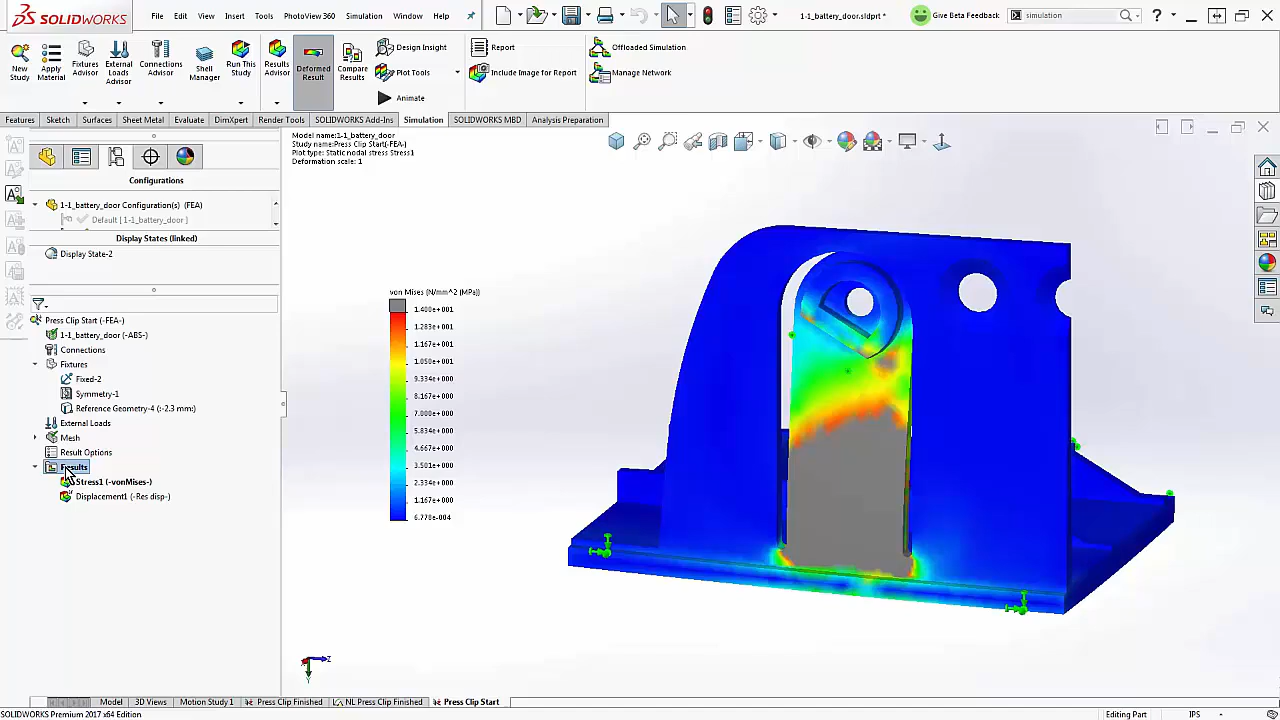 SOLIDWORKS
File Edit View Insert Tools PhotoView 360 Simulation Window Help
1-1_battery_door.sldprt *
Give Beta Feedback
simulation
New Study
Apply Material
Fixtures Advisor
External Loads Advisor
Connections Advisor
Shell Manager
Run This Study
Results Advisor
Deformed Result
Compare Results
Design Insight
Plot Tools
Animate
Report
Include Image for Report
Offloaded Simulation
Manage Network
Features Sketch Surfaces Sheet Metal Evaluate DimXpert Render Tools SOLIDWORKS Add-Ins Simulation SOLIDWORKS MBD Analysis Preparation
Configurations
1-1_battery_door Configuration(s) (FEA)
Default [ 1-1_battery_door ]
Display States (linked)
Display State-2
Press Clip Start (-FEA-)
1-1_battery_door (-ABS-)
Connections
Fixtures
Fixed-2
Symmetry-1
Reference Geometry-4 (:-2.3 mm:)
External Loads
Mesh
Result Options
Results
Stress1 (-vonMises-)
Displacement1 (-Res disp-)
Model name:1-1_battery_door
Study name:Press Clip Start(-FEA-)
Plot type: Static nodal stress Stress1
Deformation scale: 1
von Mises (N/mm^2 (MPa))
1.400e+001
1.283e+001
1.167e+001
1.050e+001
9.334e+000
8.167e+000
7.000e+000
5.834e+000
4.667e+000
3.501e+000
2.334e+000
1.167e+000
6.770e-004
Z
Y
Model 3D Views Motion Study 1 Press Clip Finished NL Press Clip Finished Press Clip Start
SOLIDWORKS Premium 2017 x64 Edition
Editing Part
IPS